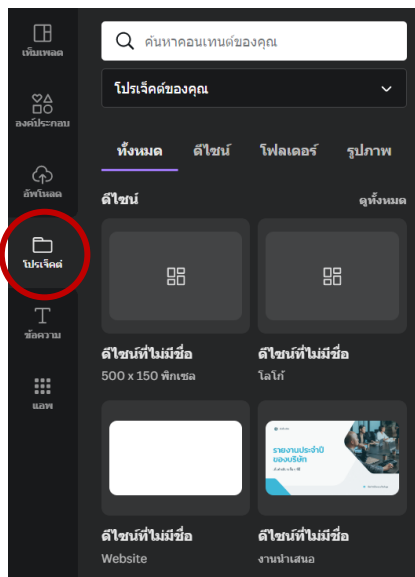 เท็มเพลต
องค์ประกอบ
อัพโหลด
โปรเจ็คต์
ข้อความ
แอพ
ค้นหาคอนเทนต์ของคุณ
โปรเจ็คต์ของคุณ
ทั้งหมด ดีไซน์ โฟลเดอร์ รูปภาพ
ดีไซน์ ดูทั้งหมด
ดีไซน์ที่ไม่มีชื่อ ดีไซน์ที่ไม่มีชื่อ
500 x 150 พิกเซล โลโก้
รายงานประจำปี
ของบริษัท
ดีไซน์ที่ไม่มีชื่อ ดีไซน์ที่ไม่มีชื่อ
Website งานนำเสนอ